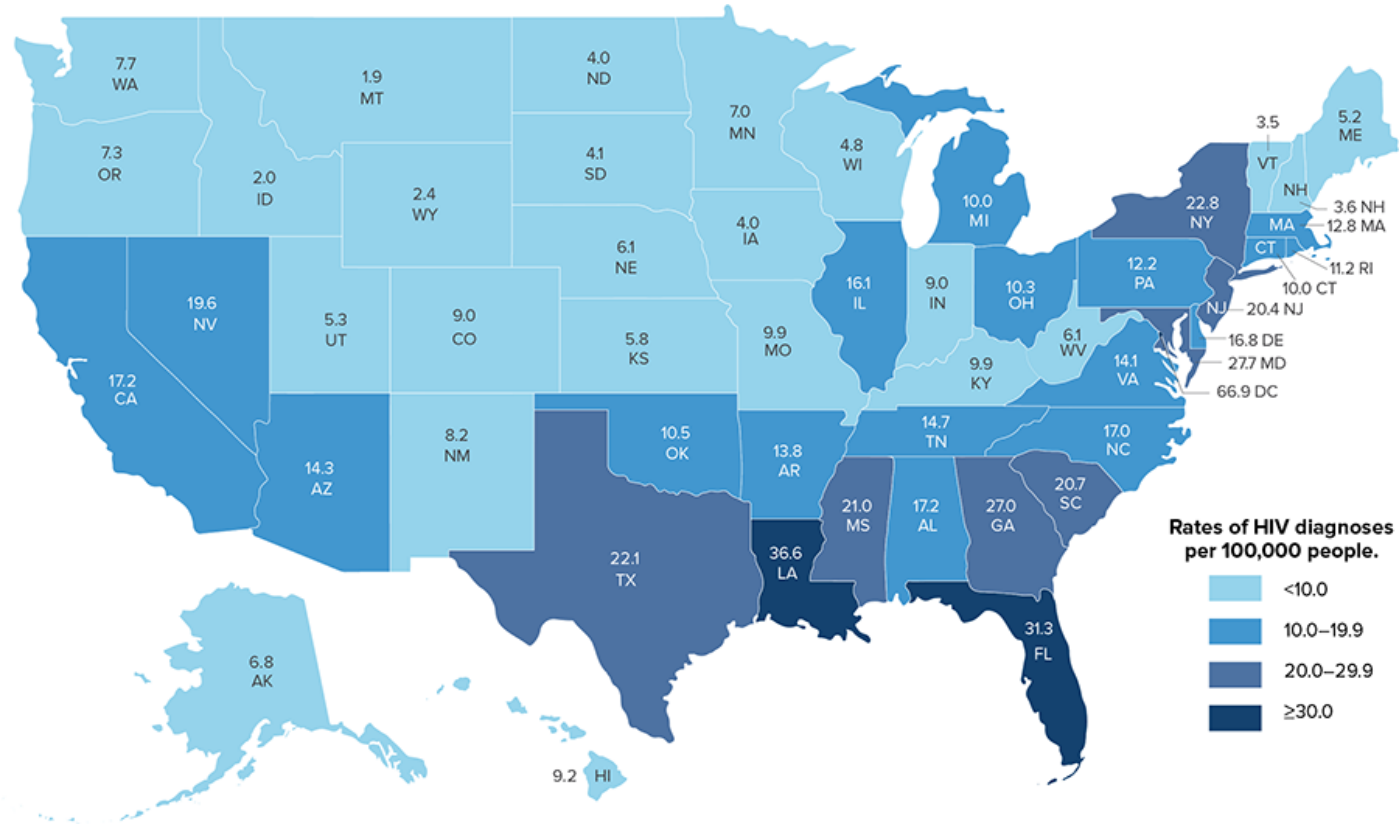 7.7
WA
1.9
MT
4.0
ND
7.0
MN
7.3
OR
2.0
ID
2.4
WY
4.1
SD
4.8
WI
10.0
MI
3.5
VT
5.2
ME
NH
3.6 NH
22.8
NY
MA
12.8 MA
CT
11.2 RI
10.0 CT
4.0
IA
6.1
NE
19.6
NV
5.3
UT
9.0
CO
5.8
KS
9.9
MO
16.1
IL
9.0
IN
10.3
OH
12.2
PA
NJ
20.4 NJ
16.8 DE
27.7 MD
66.9 DC
6.1
WV
14.1
VA
9.9
KY
17.2
CA
14.3
AZ
8.2
NM
10.5
OK
13.8
AR
14.7
TN
17.0
NC
20.7
SC
21.0
MS
17.2
AL
27.0
GA
22.1
TX
36.6
LA
31.3
FL
6.8
AK
9.2 HI
Rates of HIV diagnoses
per 100,000 people.
<10.0
10.0–19.9
20.0–29.9
≥30.0